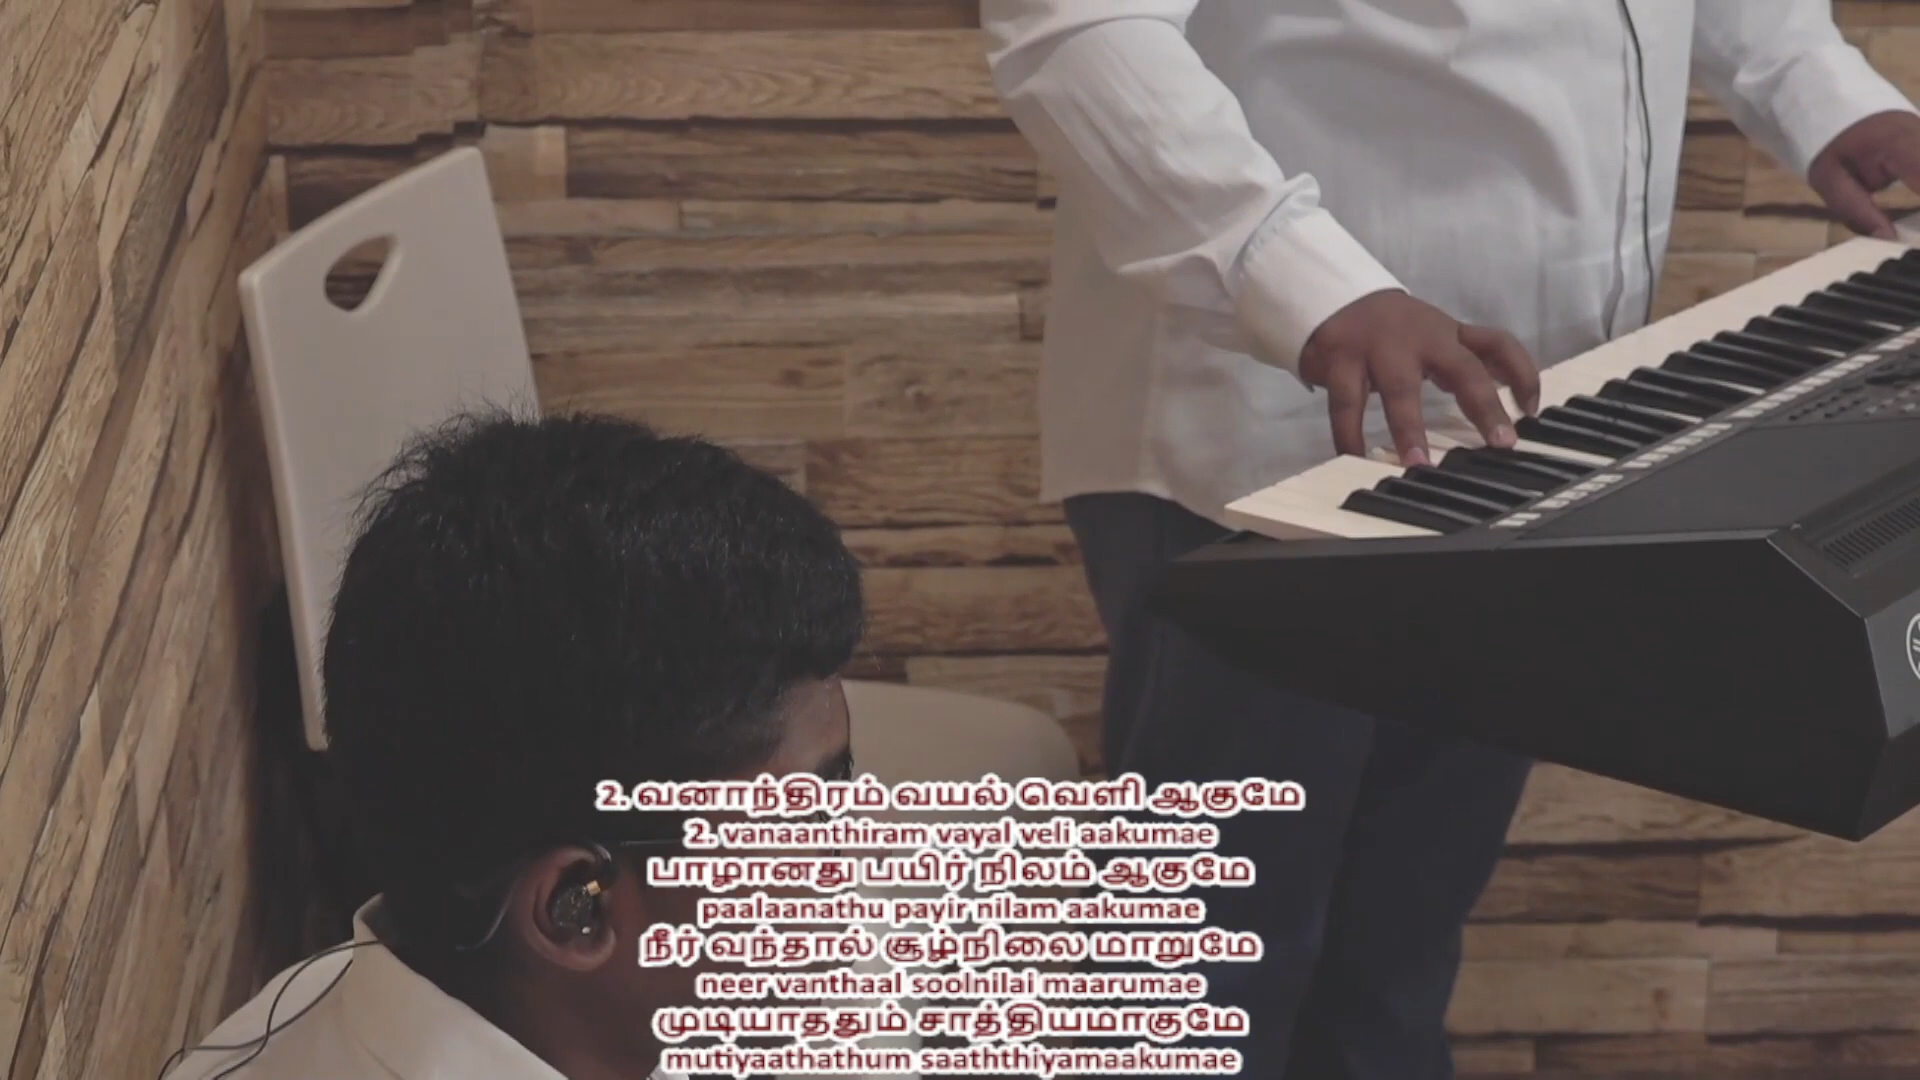 2. வனாந்திரம் வயல் வெளி ஆகுமே
2. vanaanthiram vayal veli aakumae
பாழானது பயிர் நிலம் ஆகுமே
paalaanathu payir nilam aakumae
நீர் வந்தால் சூழ்நிலை மாறுமே
neer vanthaal soolnilai maarumae
முடியாததும் சாத்தியமாகுமே
mutiyaathathum saaththiyamaakumae